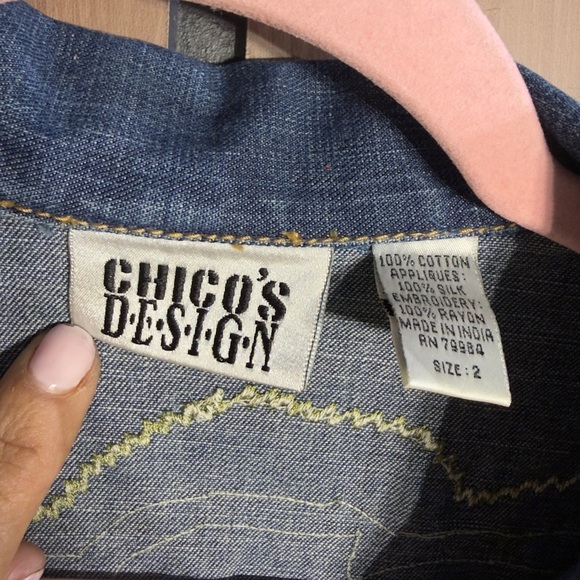 CHICO'S
D·E·S·I·G·N
100% COTTON
APPLIQUES:
100% SILK
EMBROIDERY:
100% RAYON
MADE IN INDIA
RN 79984
SIZE: 2